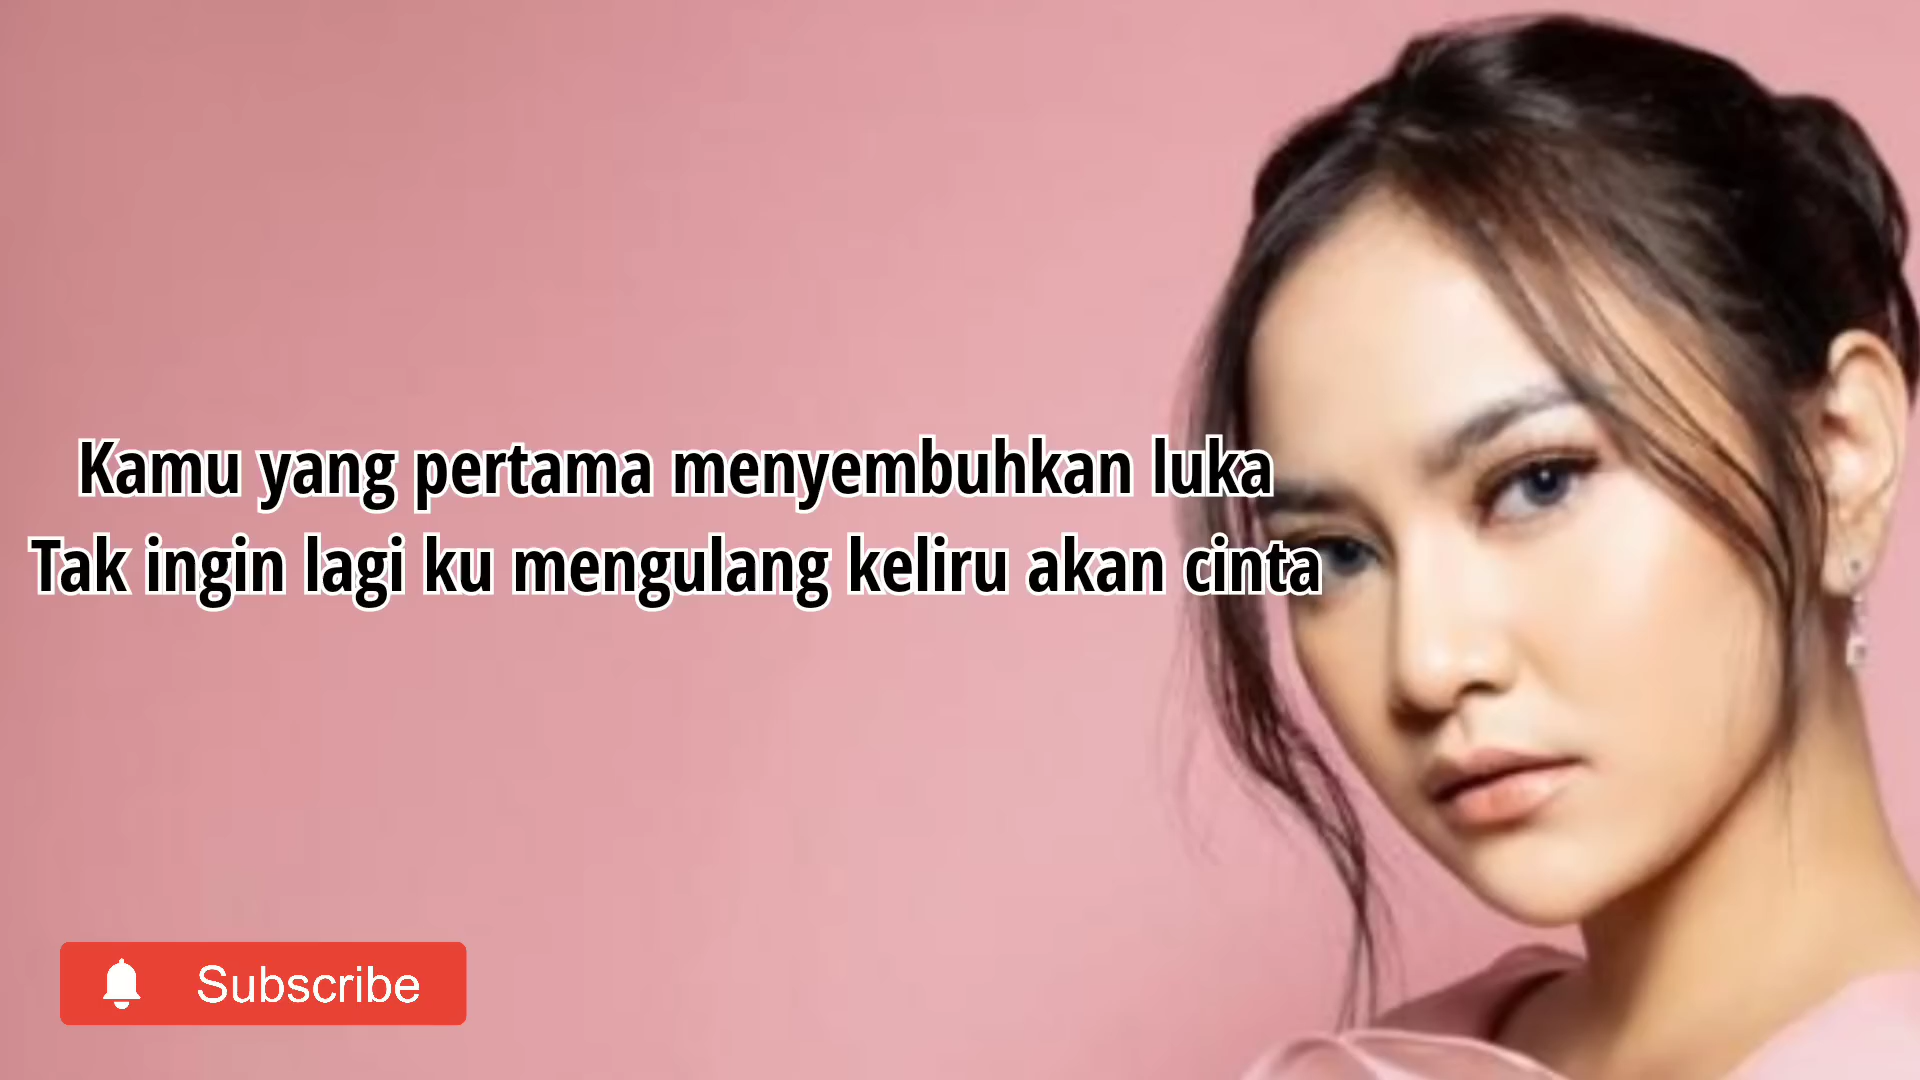 Kamu yang pertama menyembuhkan luka
Tak ingin lagi ku mengulang keliru akan cinta
Subscribe